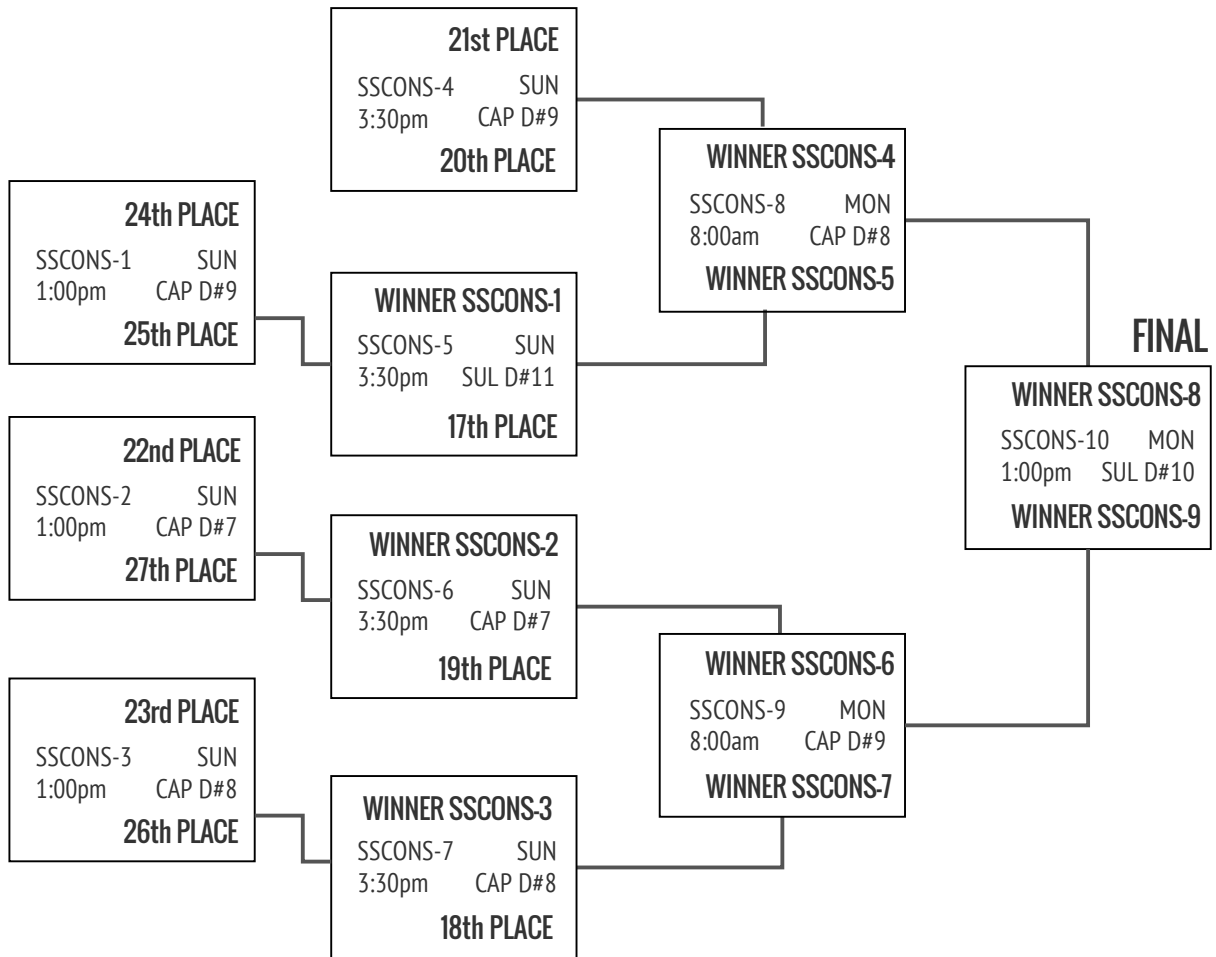 24th PLACE
SSCONS-1 SUN
1:00pm CAP D#9
25th PLACE
22nd PLACE
SSCONS-2 SUN
1:00pm CAP D#7
27th PLACE
23rd PLACE
SSCONS-3 SUN
1:00pm CAP D#8
26th PLACE
21st PLACE
SSCONS-4 SUN
3:30pm CAP D#9
20th PLACE
WINNER SSCONS-1
SSCONS-5 SUN
3:30pm SUL D#11
17th PLACE
WINNER SSCONS-2
SSCONS-6 SUN
3:30pm CAP D#7
19th PLACE
WINNER SSCONS-3
SSCONS-7 SUN
3:30pm CAP D#8
18th PLACE
WINNER SSCONS-4
SSCONS-8 MON
8:00am CAP D#8
WINNER SSCONS-5
WINNER SSCONS-6
SSCONS-9 MON
8:00am CAP D#9
WINNER SSCONS-7
FINAL
WINNER SSCONS-8
SSCONS-10 MON
1:00pm SUL D#10
WINNER SSCONS-9